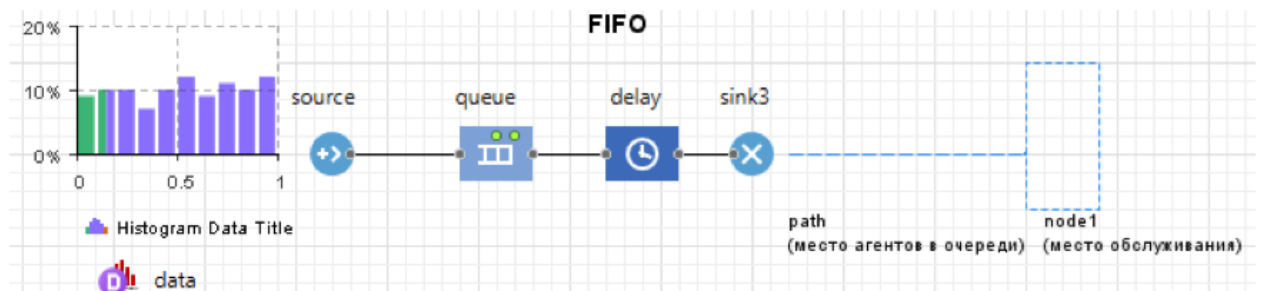 FIFO
20%
10%
0%
0 0.5 1
Histogram Data Title
data
source
queue
delay
sink3
path
(место агентов в очереди)
node1
(место обслуживания)